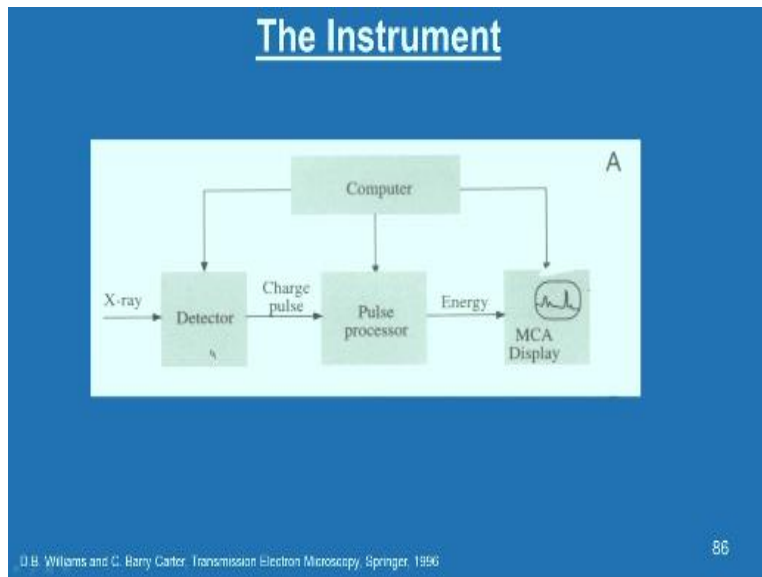 The Instrument
A
Computer
X-ray
Detector
Charge
pulse
Pulse
processor
Energy
MCA
Display
86
D.B. Williams and C. Barry Carter, Transmission Electron Microscopy, Springer, 1996